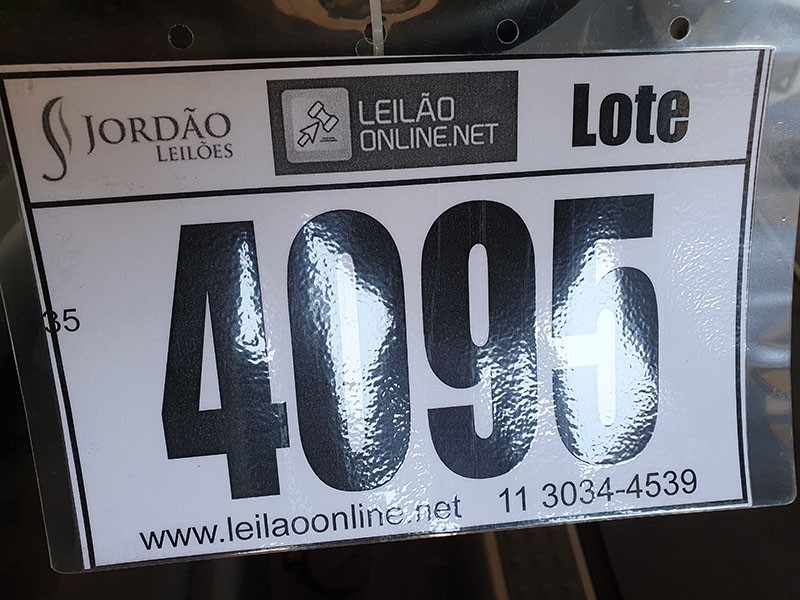 JORDÃO
LEILÕES
LEILÃO
ONLINE.NET
Lote
4095
35
www.leilaoonline.net 11 3034-4539